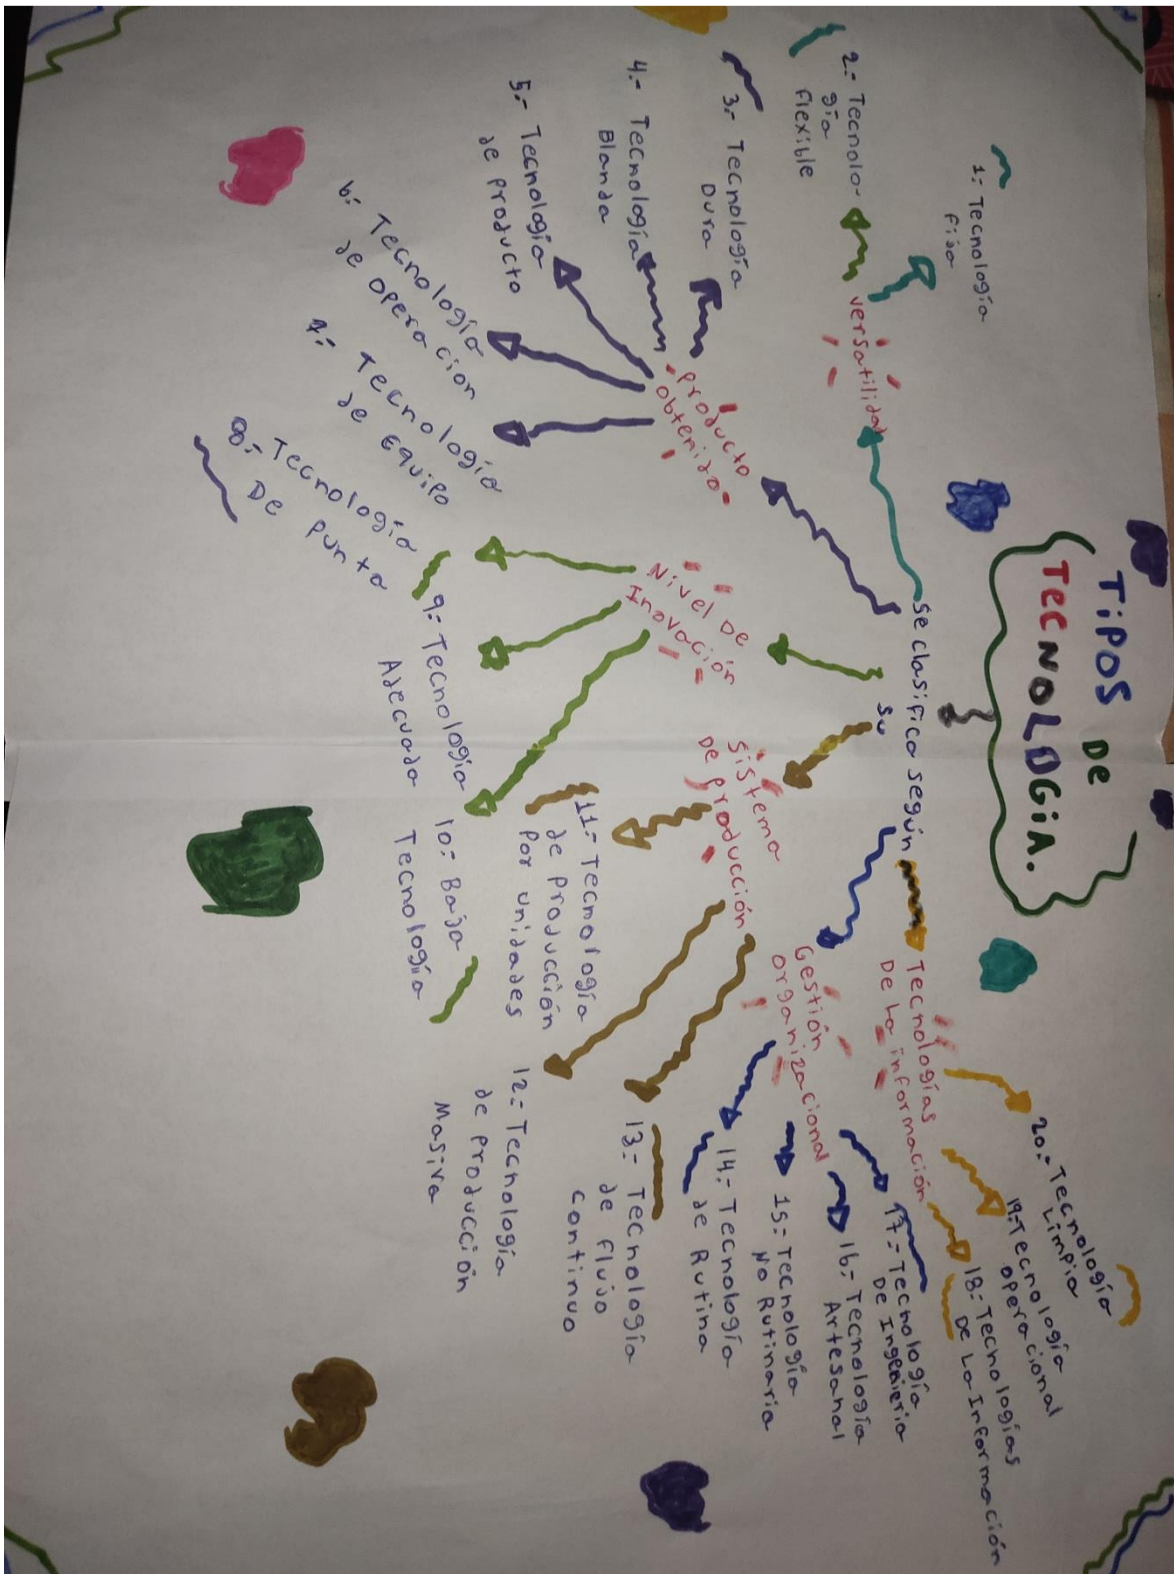 TiPOS DE
TECNOLOGiA.
se clasifica según
su
versatilidad
1.- Tecnología
fija
2.- Tecnolo-
gía
Flexible
Producto
obtenido
3.- Tecnología
Dura
4.- Tecnología
Blanda
5.- Tecnología
de Producto
6.- Tecnología
de operacion
7.- Tecnología
de Equipo
Nivel De
Inovación
8.- Tecnología
De Punta
9.- Tecnología
Adecuada
10.- Baja
Tecnología
Sistema
De Producción
11.- Tecnología
de Producción
Por unidades
12.- Tecnología
de Producción
Masiva
13.- Tecnología
de flujo
Continuo
Gestión
organizacional
14.- Tecnología
de Rutina
15.- Tecnología
No Rutinaria
16.- Tecnología
Artesanal
17.- Tecnología
De Ingeniería
Tecnologías
De La información
18.- Tecnologías
De La Información
19.- Tecnología
operacional
20.- Tecnología
Limpia